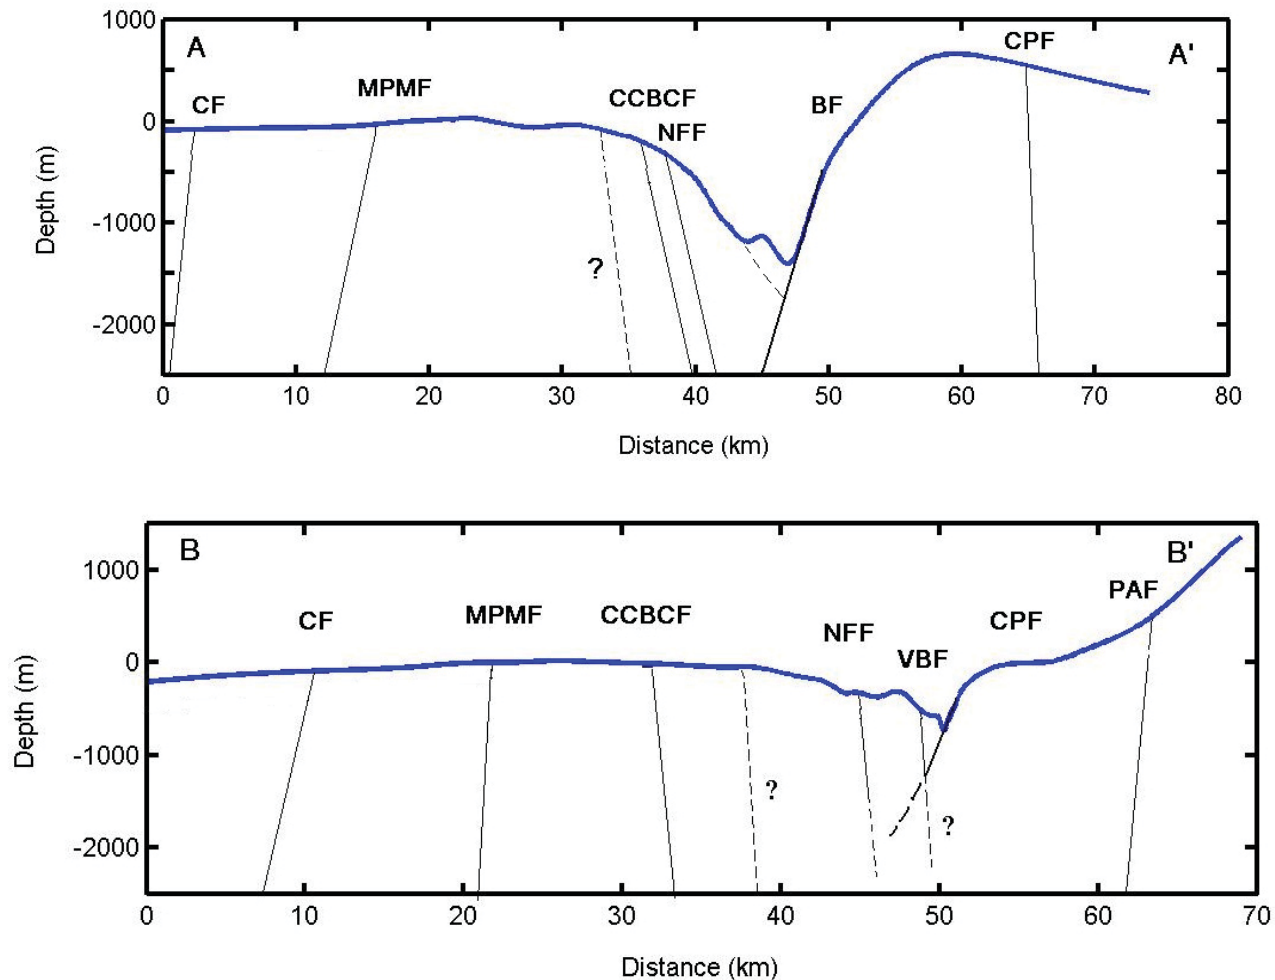 1000
A
CPF
A'
MPMF
CF
CCBCF
BF
0
NFF
Depth (m)
-1000
?
-2000
0 10 20 30 40 50 60 70 80
Distance (km)
B
B'
1000
PAF
CF
MPMF
CCBCF
CPF
NFF
VBF
0
Depth (m)
-1000
?
?
-2000
0 10 20 30 40 50 60 70
Distance (km)